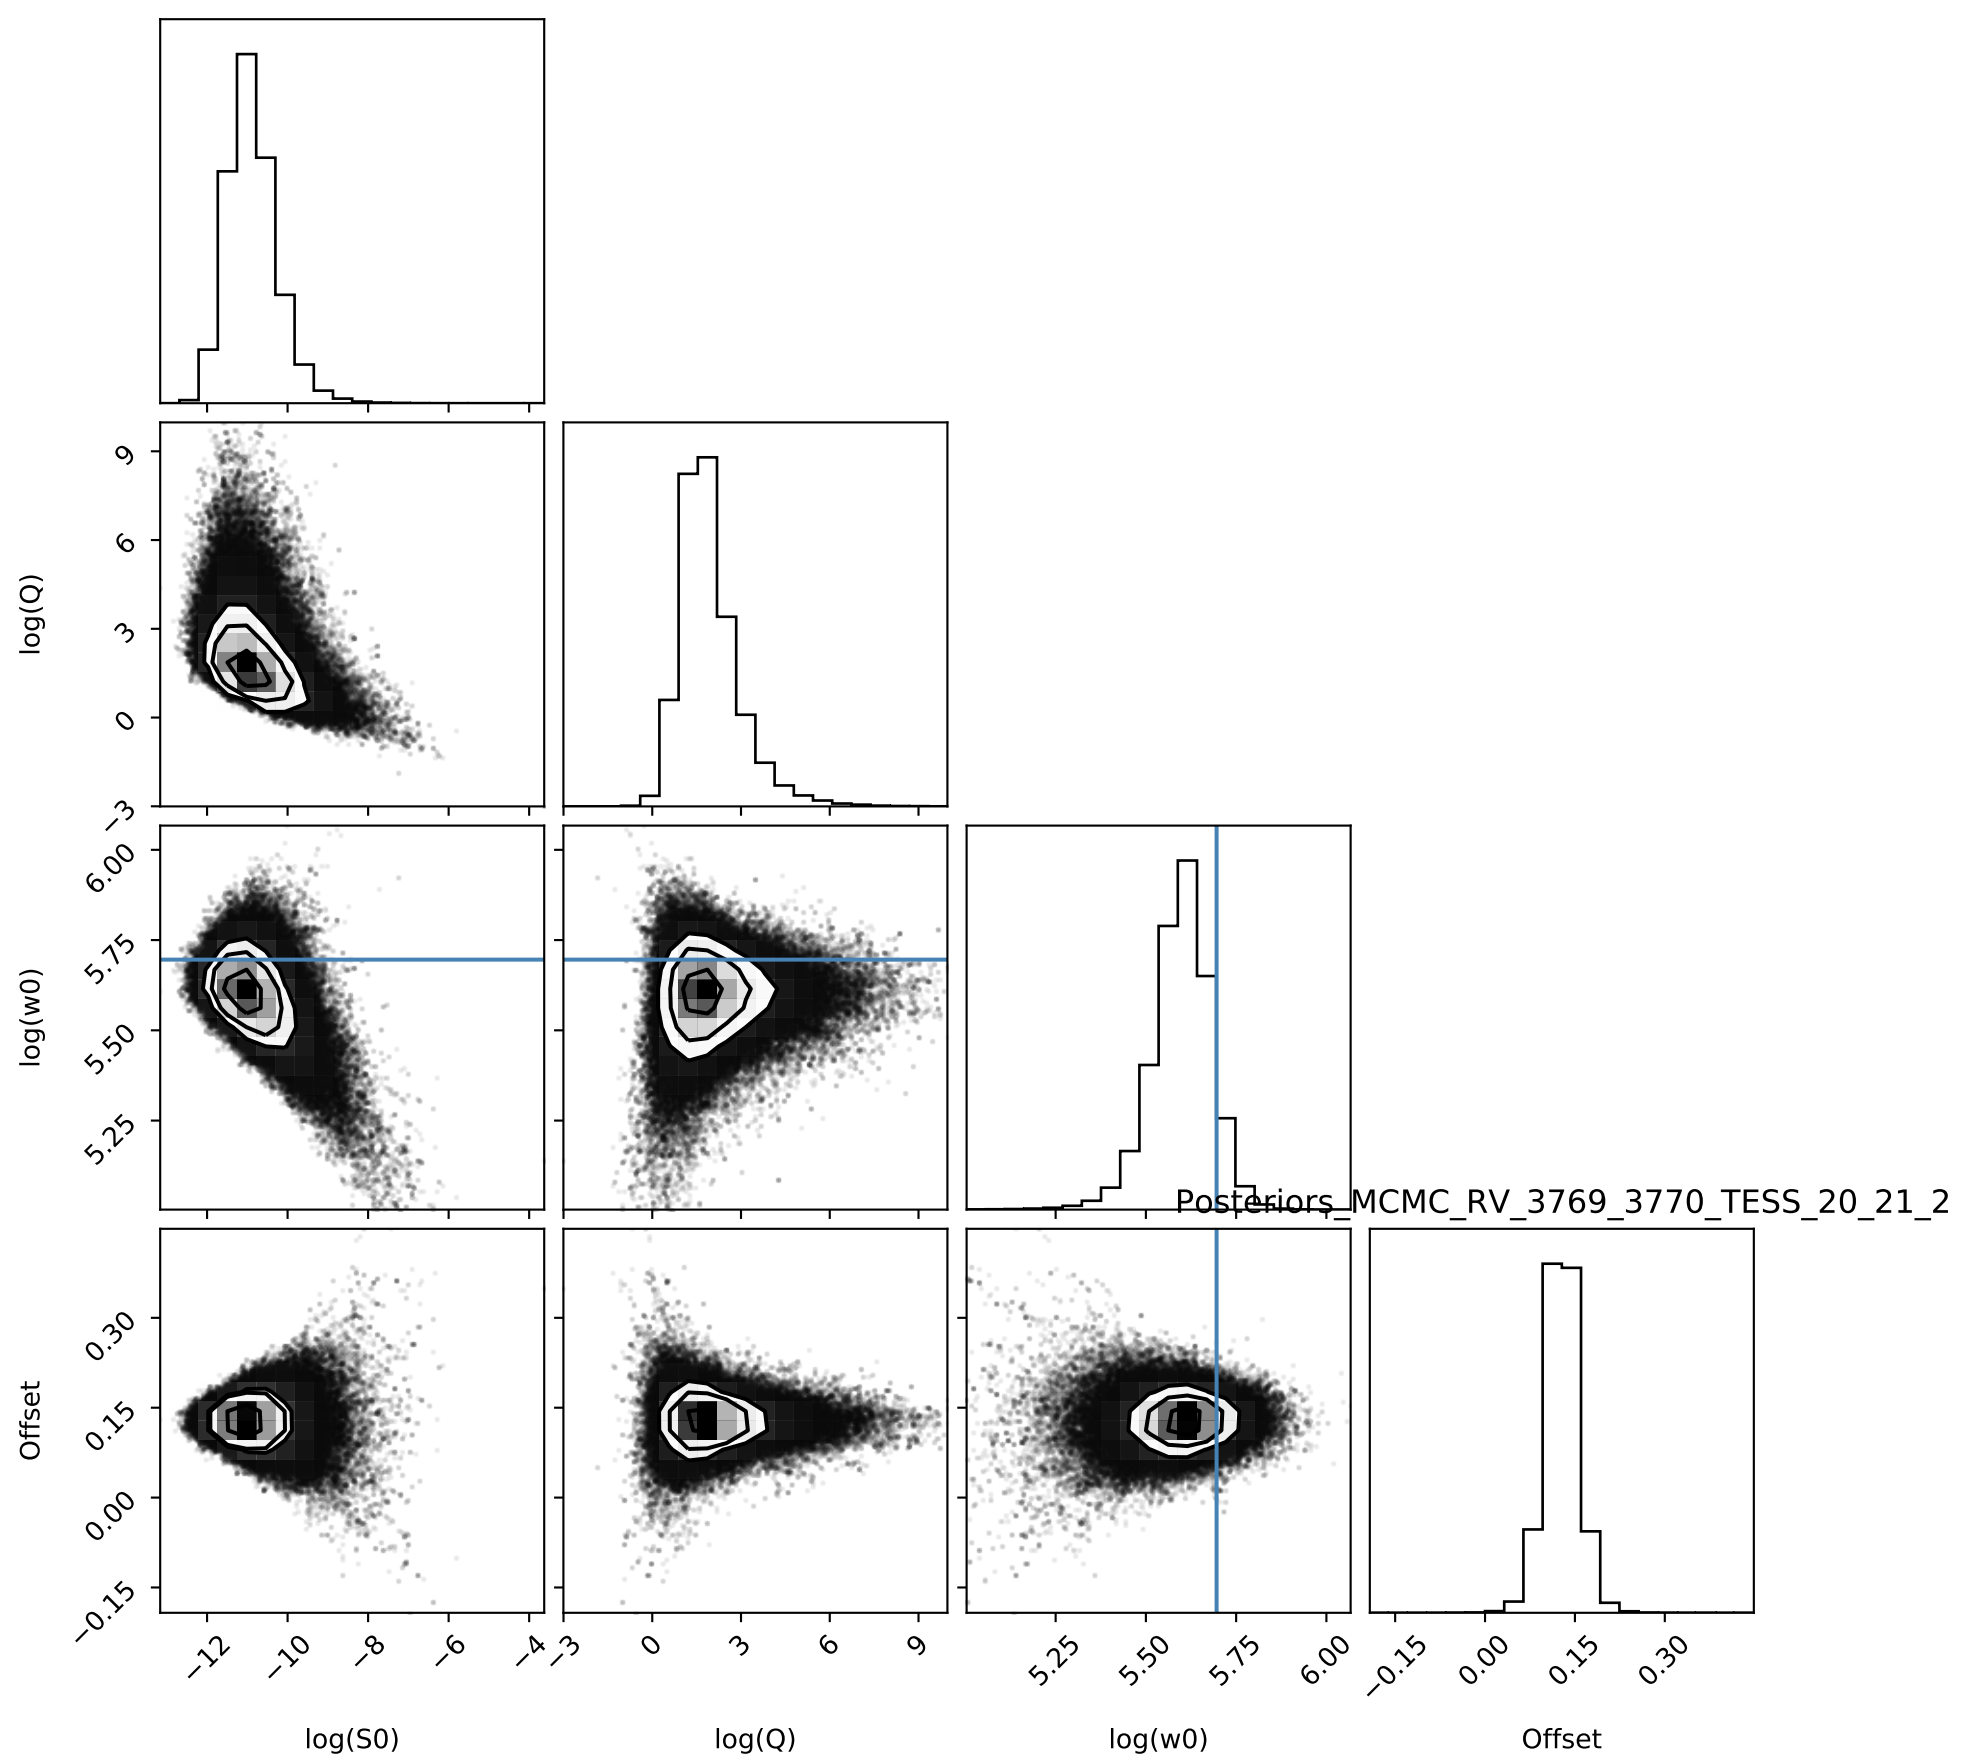 log(Q)
9
6
3
0
−3
log(w0)
6.00
5.75
5.50
5.25
Posteriors_MCMC_RV_3769_3770_TESS_20_21_2
Offset
0.30
0.15
0.00
−0.15
−12 −10 −8 −6 −4
−3 0 3 6 9
5.25 5.50 5.75 6.00
−0.15 0.00 0.15 0.30
log(S0) log(Q) log(w0) Offset